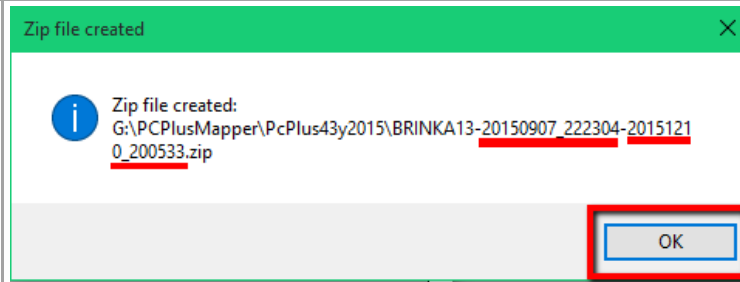 Zip file created
Zip file created:
G:\PCPlusMapper\PcPlus43y2015\BRINKA13-20150907_222304-2015121
0_200533.zip
OK